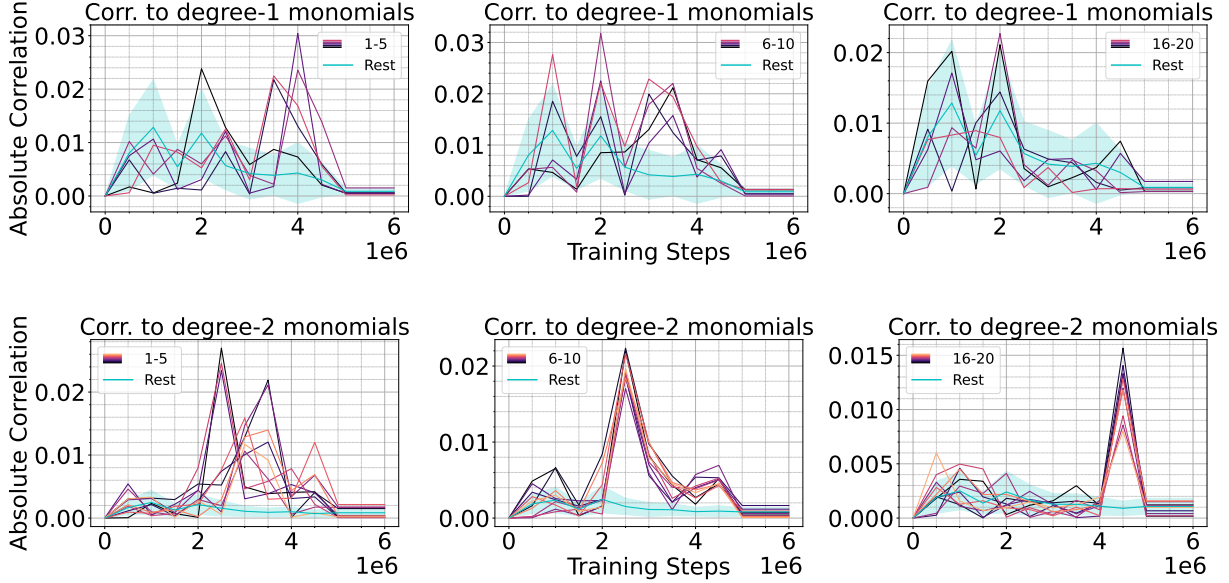 Corr. to degree-1 monomials
Absolute Correlation
0.03
0.02
0.01
0.00
1-5
Rest
0 2 4 6
1e6
Corr. to degree-1 monomials
0.03
0.02
0.01
0.00
6-10
Rest
0 2 4 6
Training Steps
1e6
Corr. to degree-1 monomials
0.02
0.01
0.00
16-20
Rest
0 2 4 6
1e6
Corr. to degree-2 monomials
Absolute Correlation
0.02
0.01
0.00
1-5
Rest
0 2 4 6
1e6
Corr. to degree-2 monomials
0.02
0.01
0.00
6-10
Rest
0 2 4 6
Training Steps
1e6
Corr. to degree-2 monomials
0.015
0.010
0.005
0.000
16-20
Rest
0 2 4 6
1e6